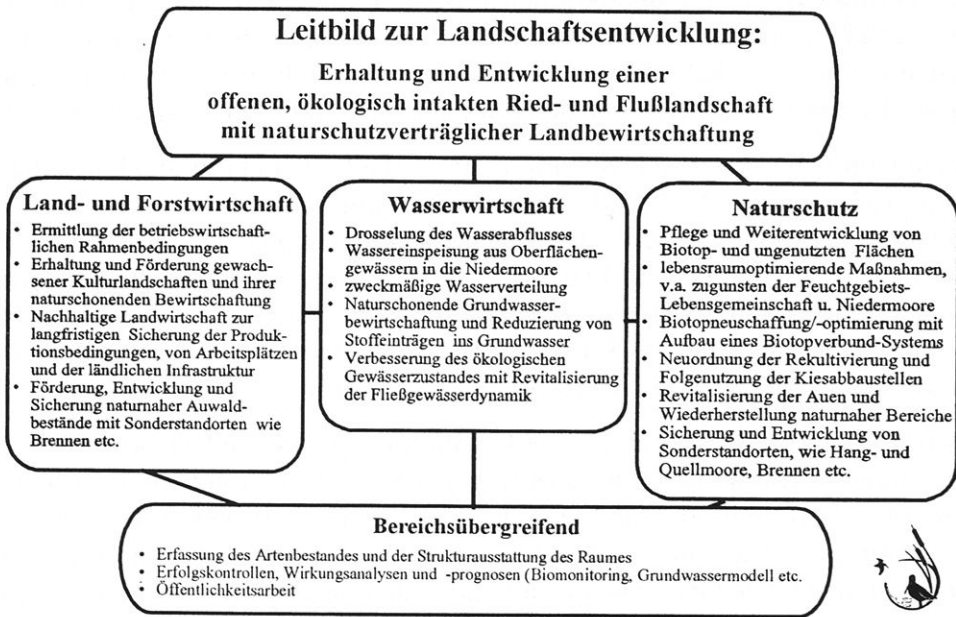 Leitbild zur Landschaftsentwicklung:
Erhaltung und Entwicklung einer
offenen, ökologisch intakten Ried- und Flußlandschaft
mit naturschutzverträglicher Landbewirtschaftung
Land- und Forstwirtschaft
• Ermittlung der betriebswirtschaft-
lichen Rahmenbedingungen
• Erhaltung und Förderung gewach-
sener Kulturlandschaften und ihrer
naturschonenden Bewirtschaftung
• Nachhaltige Landwirtschaft zur
langfristigen Sicherung der Produk-
tionsbedingungen, von Arbeitsplätzen
und der ländlichen Infrastruktur
• Förderung, Entwicklung und
Sicherung naturnaher Auwald-
bestände mit Sonderstandorten wie
Brennen etc.
Wasserwirtschaft
• Drosselung des Wasserabflusses
• Wassereinspeisung aus Oberflächen-
gewässern in die Niedermoore
• zweckmäßige Wasserverteilung
• Naturschonende Grundwasser-
bewirtschaftung und Reduzierung von
Stoffeinträgen ins Grundwasser
• Verbesserung des ökologischen
Gewässerzustandes mit Revitalisierung
der Fließgewässerdynamik
Naturschutz
• Pflege und Weiterentwicklung von
Biotop- und ungenutzten Flächen
• lebensraumoptimierende Maßnahmen,
v.a. zugunsten der Feuchtgebiets-
Lebensgemeinschaft u. Niedermoore
• Biotopneuschaffung/-optimierung mit
Aufbau eines Biotopverbund-Systems
• Neuordnung der Rekultivierung und
Folgenutzung der Kiesabbaustellen
• Revitalisierung der Auen und
Wiederherstellung naturnaher Bereiche
• Sicherung und Entwicklung von
Sonderstandorten, wie Hang- und
Quellmoore, Brennen etc.
Bereichsübergreifend
• Erfassung des Artenbestandes und der Strukturausstattung des Raumes
• Erfolgskontrollen, Wirkungsanalysen und -prognosen (Biomonitoring, Grundwassermodell etc.
• Öffentlichkeitsarbeit